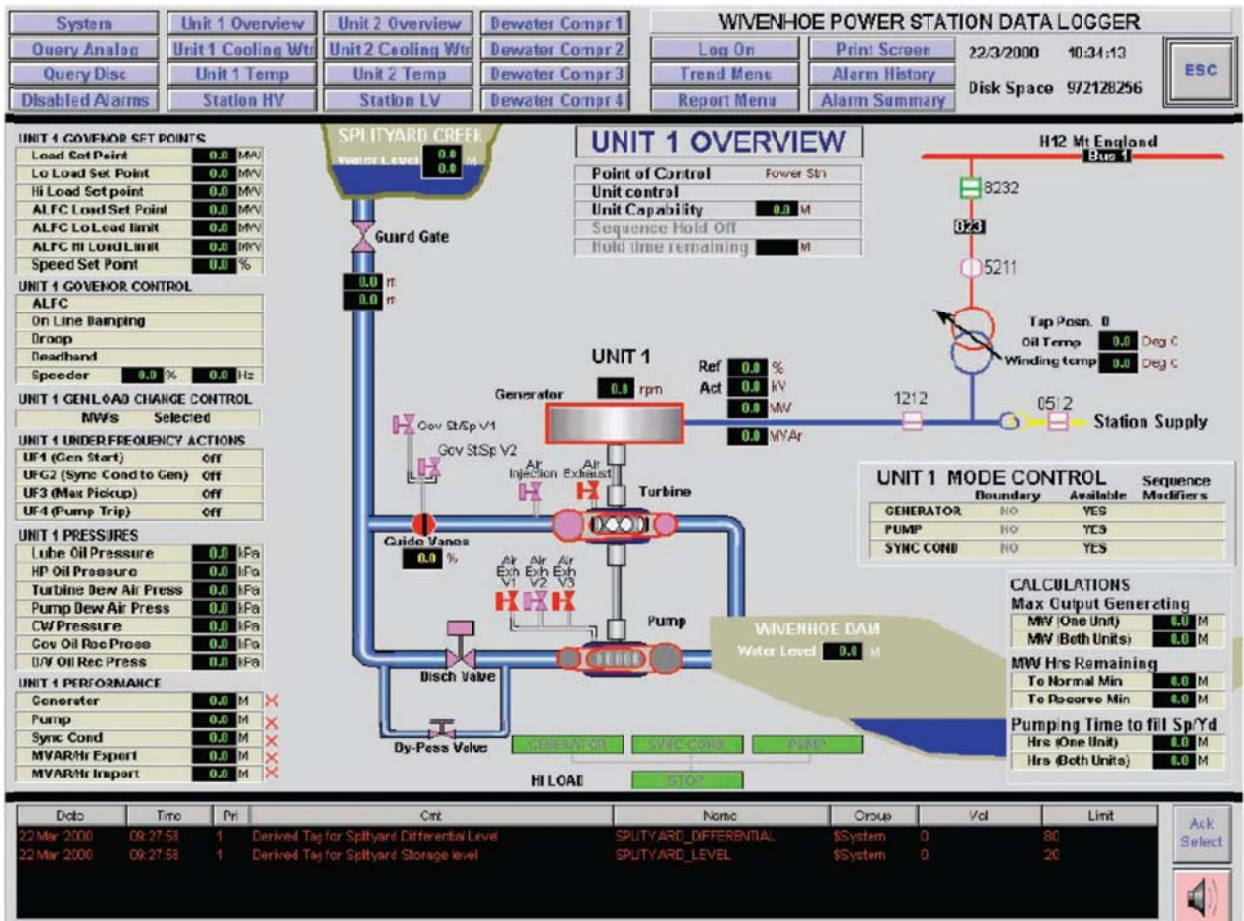 System Unit 1 Overview Unit 2 Overview Dewater Compr 1 WIVENHOE POWER STATION DATA LOGGER
Query Analog Unit 1 Cooling Wtr Unit 2 Cooling Wtr Dewater Compr 2 Log On Print Screen 22/3/2000 10:34:13
Query Disc Unit 1 Temp Unit 2 Temp Dewater Compr 3 Trend Menu Alarm History ESC
Disabled Alarms Station HV Station LV Dewater Compr 4 Report Menu Alarm Summary Disk Space 972128256
UNIT 1 GOVENOR SET POINTS
Load Set Point 0.0 MW
Lo Load Set Point 0.0 MW
Hi Load Setpoint 0.0 MW
ALFC Load Set Point 0.0 MW
ALFC Lo Load limit 0.0 MW
ALFC Hi Load Limit 0.0 MW
Speed Set Point 0.0 %
UNIT 1 GOVENOR CONTROL
ALFC
On Line Damping
Droop
Deadband
Speeder 0.0 % 0.0 Hz
UNIT 1 GEN LOAD CHANGE CONTROL
MWs Selected
UNIT 1 UNDERFREQUENCY ACTIONS
UF1 (Gen Start) Off
UFG2 (Sync Cond to Gen) Off
UF3 (Max Pickup) Off
UF4 (Pump Trip) Off
UNIT 1 PRESSURES
Lube Oil Pressure 0.0 kPa
HP Oil Pressure 0.0 kPa
Turbine Dew Air Press 0.0 kPa
Pump Dew Air Press 0.0 kPa
CW Pressure 0.0 kPa
Gov Oil Rec Press 0.0 kPa
D/V Oil Rec Press 0.0 kPa
UNIT 1 PERFORMANCE
Generator 0.0 M
Pump 0.0 M
Sync Cond 0.0 M
MVAR/Hr Export 0.0 M
MVAR/Hr Import 0.0 M
SPLITYARD CREEK
Water Level 0.0 M
0.0
Guard Gate
0.0 m
0.0 m
UNIT 1 OVERVIEW
Point of Control Power Stn
Unit control
Unit Capability 0.0 M
Sequence Hold Off
Hold time remaining M
H12 Mt England
Bus 1
8232
823
5211
Tap Posn. 0
Oil Temp 0.0 Deg C
Winding temp 0.0 Deg C
1212
0512
Station Supply
UNIT 1
Generator 0.0 rpm
Ref 0.0 %
Act 0.0 kV
0.0 MW
0.0 MVAr
Gov St/Sp V1
Gov St/Sp V2
Air Injection
Air Exhaust
Turbine
Guide Vanes
0.0 %
Air Exh V1
Air Exh V2
Air Exh V3
Pump
Disch Valve
By-Pass Valve
WIVENHOE DAM
Water Level 0.0 M
GENERATOR SYNC COND PUMP
HI LOAD STOP
UNIT 1 MODE CONTROL
Boundary Available Sequence Modifiers
GENERATOR NO YES
PUMP NO YES
SYNC COND NO YES
CALCULATIONS
Max Output Generating
MW (One Unit) 0.0 M
MW (Both Units) 0.0 M
MW Hrs Remaining
To Normal Min 0.0 M
To Reserve Min 0.0 M
Pumping Time to fill Sp/Yd
Hrs (One Unit) 0.0 M
Hrs (Both Units) 0.0 M
Date Time Pri Cmt Name Group Val Limit
22 Mar 2000 09:27:58 1 Derived Tag for Splityard Differential Level SPLITYARD_DIFFERENTIAL $System 0 80
22 Mar 2000 09:27:58 1 Derived Tag for Splityard Storage level SPLITYARD_LEVEL $System 0 20
Ack
Select